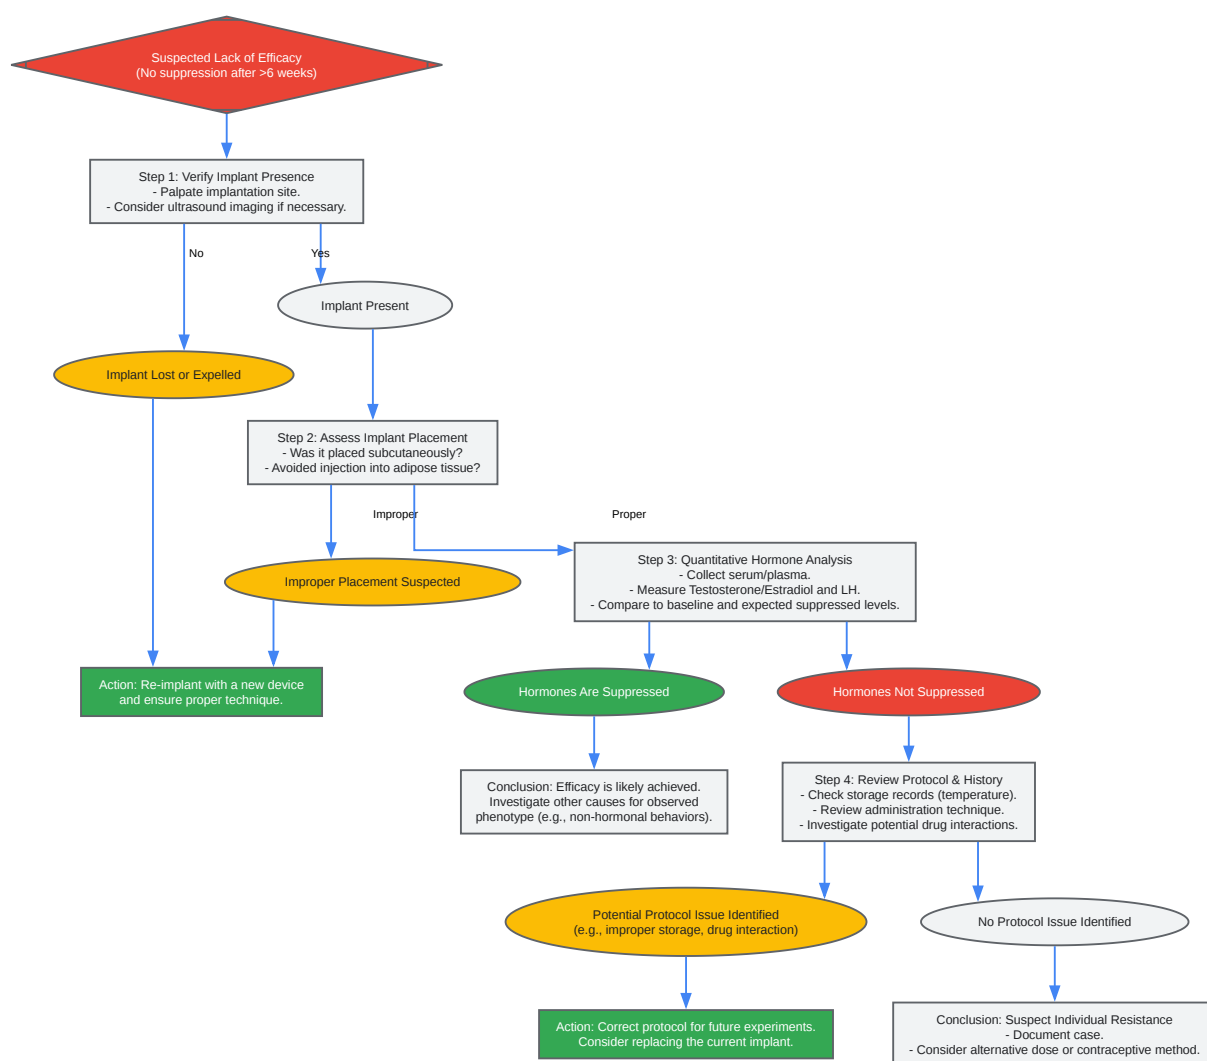 Suspected Lack of Efficacy
(No suppression after >6 weeks)
Step 1: Verify Implant Presence
- Palpate implantation site.
- Consider ultrasound imaging if necessary.
No
Yes
Implant Present
Implant Lost or Expelled
Step 2: Assess Implant Placement
- Was it placed subcutaneously?
- Avoided injection into adipose tissue?
Improper
Proper
Improper Placement Suspected
Step 3: Quantitative Hormone Analysis
- Collect serum/plasma.
- Measure Testosterone/Estradiol and LH.
- Compare to baseline and expected suppressed levels.
Action: Re-implant with a new device
and ensure proper technique.
Hormones Are Suppressed
Hormones Not Suppressed
Conclusion: Efficacy is likely achieved.
Investigate other causes for observed
phenotype (e.g., non-hormonal behaviors).
Step 4: Review Protocol & History
- Check storage records (temperature).
- Review administration technique.
- Investigate potential drug interactions.
Potential Protocol Issue Identified
(e.g., improper storage, drug interaction)
No Protocol Issue Identified
Action: Correct protocol for future experiments.
Consider replacing the current implant.
Conclusion: Suspect Individual Resistance
- Document case.
- Consider alternative dose or contraceptive method.